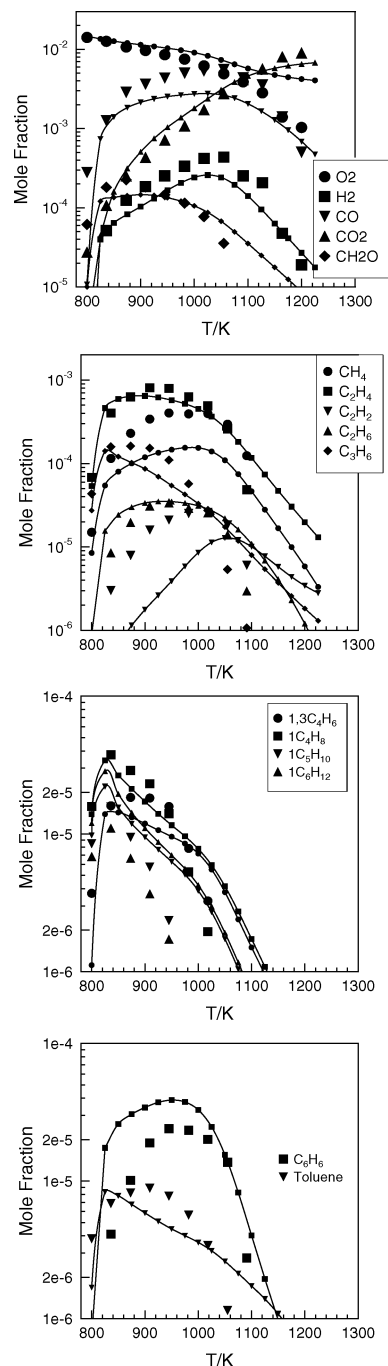 10⁻²
10⁻³
10⁻⁴
10⁻⁵
Mole Fraction
O2
H2
CO
CO2
CH2O
800 900 1000 1100 1200 1300
T/K
10⁻³
10⁻⁴
10⁻⁵
10⁻⁶
Mole Fraction
CH₄
C₂H₄
C₂H₂
C₂H₆
C₃H₆
800 900 1000 1100 1200 1300
T/K
1e-4
2e-5
1e-5
2e-6
1e-6
Mole Fraction
1,3C₄H₆
1C₄H₈
1C₅H₁₀
1C₆H₁₂
800 900 1000 1100 1200 1300
T/K
1e-4
2e-5
1e-5
2e-6
1e-6
Mole Fraction
C₆H₆
Toluene
800 900 1000 1100 1200 1300
T/K